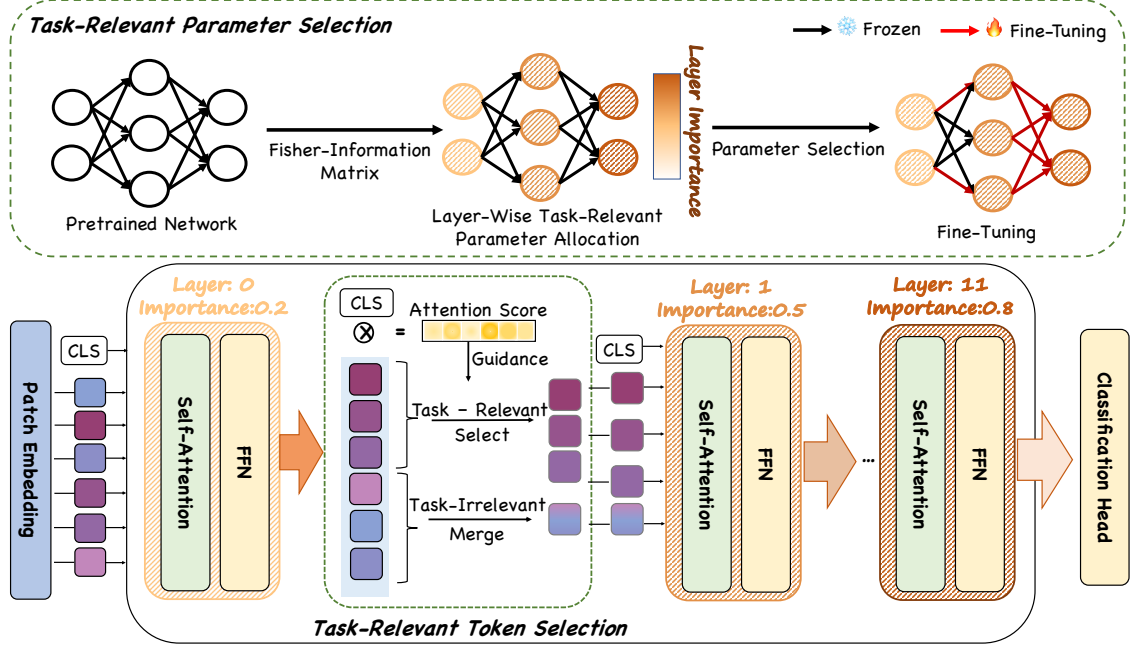 Task-Relevant Parameter Selection
Frozen
Fine-Tuning
Pretrained Network
Fisher-Information
Matrix
Layer-Wise Task-Relevant
Parameter Allocation
Layer Importance
Parameter Selection
Fine-Tuning
Patch Embedding
CLS
Layer: 0
Importance:0.2
Self-Attention
FFN
CLS
=
Attention Score
Guidance
Task - Relevant
Select
Task-Irrelevant
Merge
CLS
Layer: 1
Importance:0.5
Self-Attention
FFN
...
Layer: 11
Importance:0.8
Self-Attention
FFN
Classification Head
Task-Relevant Token Selection